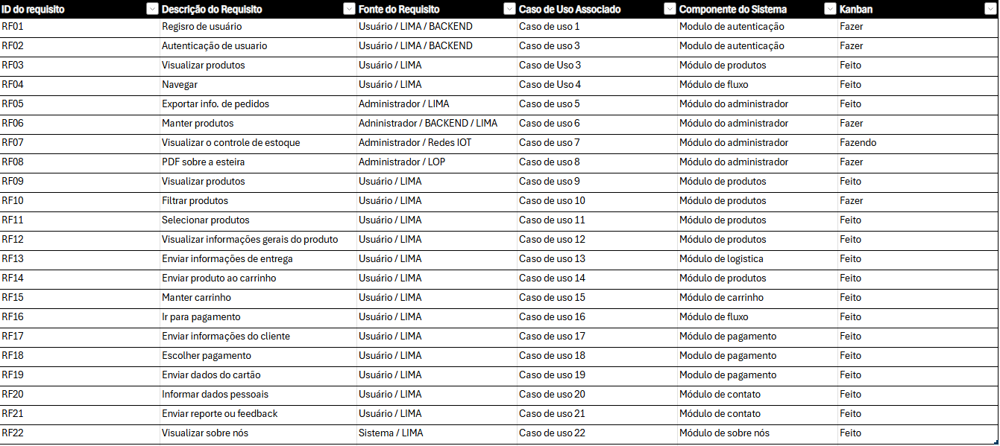 ID do requisito Descrição do Requisito Fonte do Requisito Caso de Uso Associado Componente do Sistema Kanban
RF01 Regisro de usuário Usuário / LIMA / BACKEND Caso de uso 1 Modulo de autenticação Fazer
RF02 Autenticação de usuario Usuário / LIMA / BACKEND Caso de uso 3 Modulo de autenticação Fazer
RF03 Visualizar produtos Usuário / LIMA Caso de Uso 3 Módulo de produtos Feito
RF04 Navegar Usuário / LIMA Caso de Uso 4 Módulo de fluxo Feito
RF05 Exportar info. de pedidos Administrador / LIMA Caso de uso 5 Módulo do administrador Feito
RF06 Manter produtos Adninistrador / BACKEND / LIMA Caso de uso 6 Módulo do administrador Fazer
RF07 Visualizar o controle de estoque Administrador / Redes IOT Caso de uso 7 Módulo do administrador Fazendo
RF08 PDF sobre a esteira Administrador / LOP Caso de uso 8 Módulo do administrador Fazer
RF09 Visualizar produtos Usuário / LIMA Caso de uso 9 Módulo de produtos Feito
RF10 Filtrar produtos Usuário / LIMA Caso de uso 10 Módulo de produtos Fazer
RF11 Selecionar produtos Usuário / LIMA Caso de uso 11 Módulo de produtos Feito
RF12 Visualizar informações gerais do produto Usuário / LIMA Caso de uso 12 Módulo de produtos Feito
RF13 Enviar informações de entrega Usuário / LIMA Caso de uso 13 Módulo de logistica Feito
RF14 Enviar produto ao carrinho Usuário / LIMA Caso de uso 14 Módulo de produtos Feito
RF15 Manter carrinho Usuário / LIMA Caso de uso 15 Módulo de carrinho Feito
RF16 Ir para pagamento Usuário / LIMA Caso de uso 16 Módulo de fluxo Feito
RF17 Enviar informações do cliente Usuário / LIMA Caso de uso 17 Módulo de pagamento Feito
RF18 Escolher pagamento Usuário / LIMA Caso de uso 18 Modulo de pagamento Feito
RF19 Enviar dados do cartão Usuário / LIMA Caso de uso 19 Modulo de pagamento Feito
RF20 Informar dados pessoais Usuário / LIMA Caso de uso 20 Módulo de contato Feito
RF21 Enviar reporte ou feedback Usuário / LIMA Caso de uso 21 Módulo de contato Feito
RF22 Visualizar sobre nós Sistema / LIMA Caso de uso 22 Módulo de sobre nós Feito